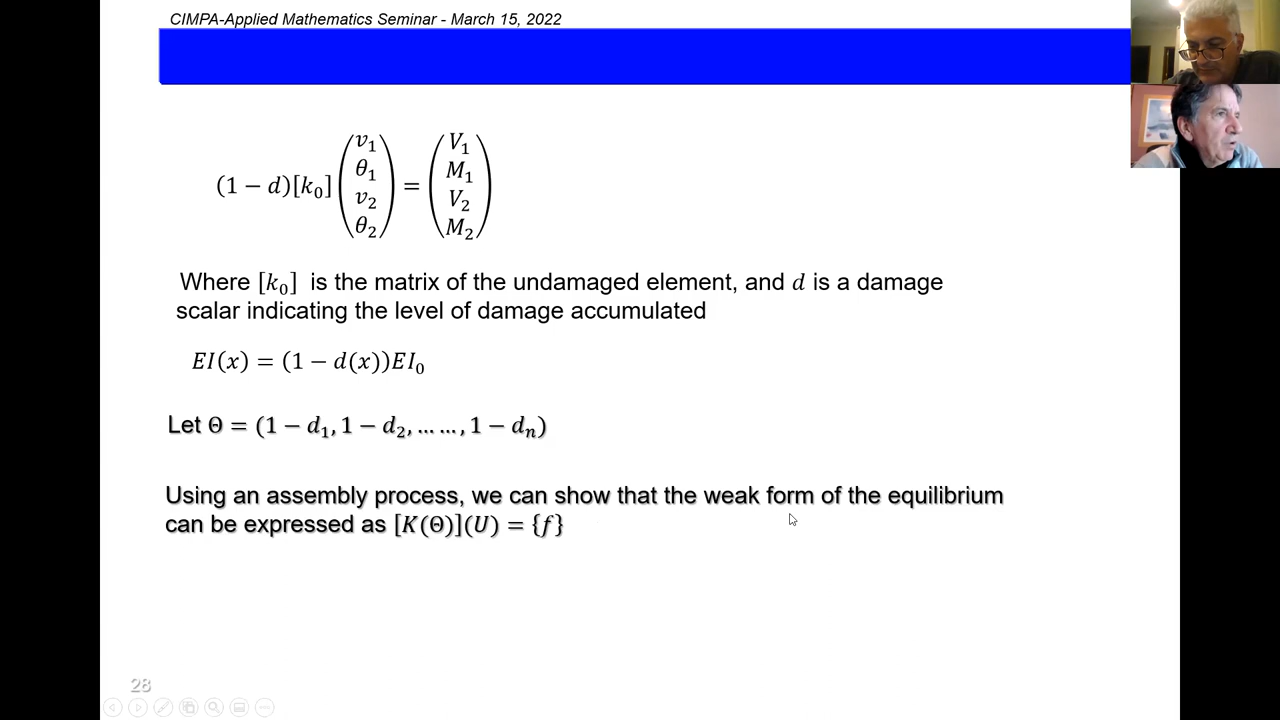 CIMPA-Applied Mathematics Seminar - March 15, 2022
(1 − d)[k₀] (v₁ θ₁ v₂ θ₂) = (V₁ M₁ V₂ M₂)
Where [k₀] is the matrix of the undamaged element, and d is a damage
scalar indicating the level of damage accumulated
EI(x) = (1 − d(x))EI₀
Let Θ = (1 − d₁, 1 − d₂, … … , 1 − dₙ)
Using an assembly process, we can show that the weak form of the equilibrium
can be expressed as [K(Θ)](U) = {f}
28